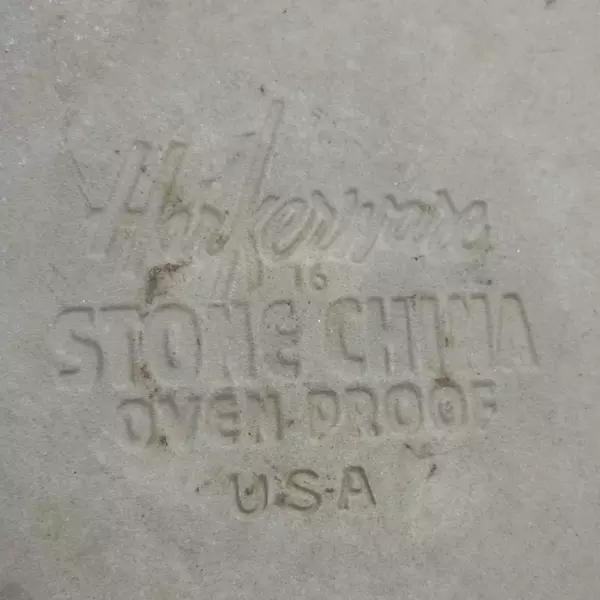 Harkerware
16
STONE CHINA
OVEN-PROOF
U.S.A